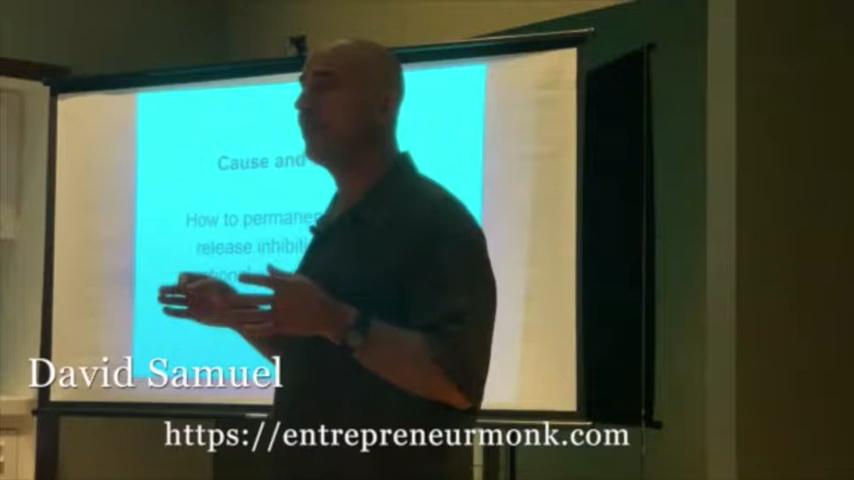 Cause and
How to permanen
release inhibiti
David Samuel
https://entrepreneurmonk.com